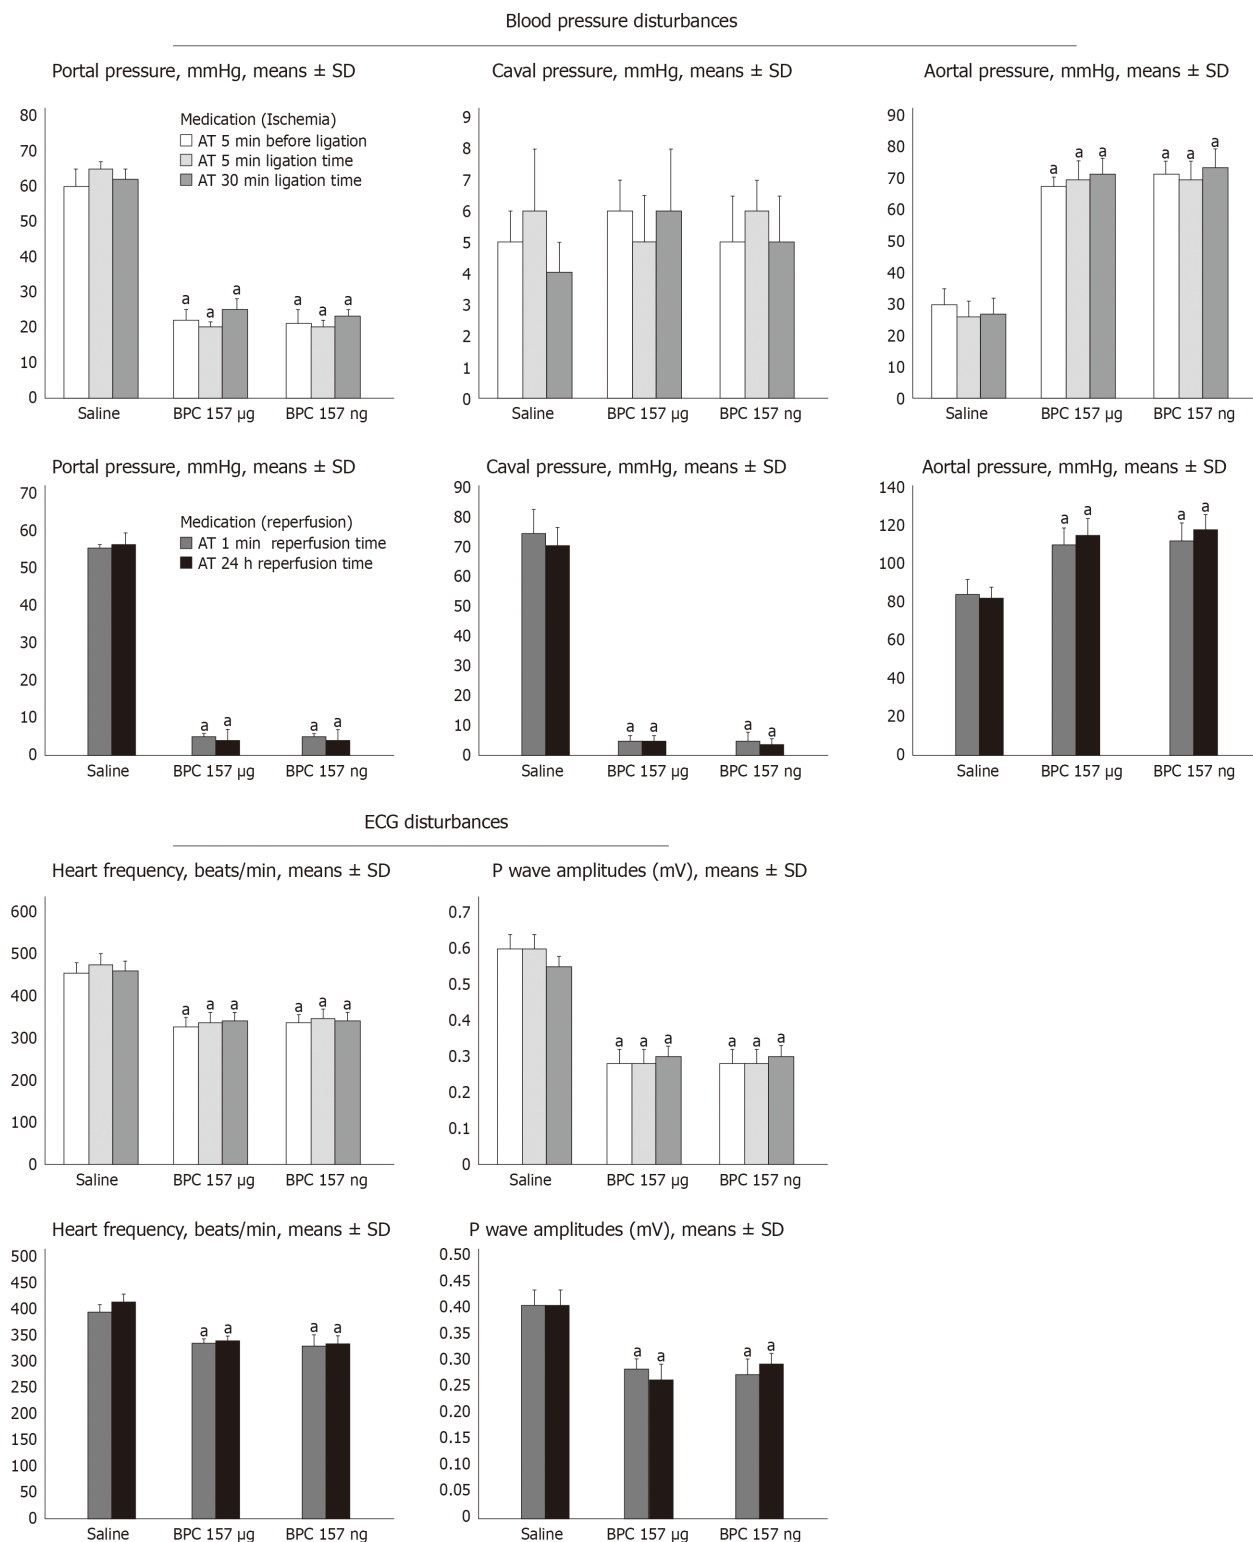 Blood pressure disturbances
Portal pressure, mmHg, means ± SD
Caval pressure, mmHg, means ± SD
Aortal pressure, mmHg, means ± SD
Medication (Ischemia)
AT 5 min before ligation
AT 5 min ligation time
AT 30 min ligation time
80
70
60
50
40
30
20
10
0
a a a a a a
Saline BPC 157 µg BPC 157 ng
9
8
7
6
5
4
3
2
1
0
Saline BPC 157 µg BPC 157 ng
90
80
70
60
50
40
30
20
10
0
a a a a a a
Saline BPC 157 µg BPC 157 ng
Portal pressure, mmHg, means ± SD
Caval pressure, mmHg, means ± SD
Aortal pressure, mmHg, means ± SD
Medication (reperfusion)
AT 1 min reperfusion time
AT 24 h reperfusion time
70
60
50
40
30
20
10
0
a a a a
Saline BPC 157 µg BPC 157 ng
90
80
70
60
50
40
30
20
10
0
a a a a
Saline BPC 157 µg BPC 157 ng
140
120
100
80
60
40
20
0
a a a a
Saline BPC 157 µg BPC 157 ng
ECG disturbances
Heart frequency, beats/min, means ± SD
P wave amplitudes (mV), means ± SD
600
500
400
300
200
100
0
a a a a a a
Saline BPC 157 µg BPC 157 ng
0.7
0.6
0.5
0.4
0.3
0.2
0.1
0
a a a a a a
Saline BPC 157 µg BPC 157 ng
Heart frequency, beats/min, means ± SD
P wave amplitudes (mV), means ± SD
500
450
400
350
300
250
200
150
100
50
0
a a a a
Saline BPC 157 µg BPC 157 ng
0.50
0.45
0.40
0.35
0.30
0.25
0.20
0.15
0.10
0.05
0
a a a a
Saline BPC 157 µg BPC 157 ng